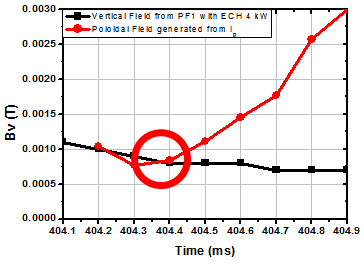 0.0030
Vertical Field from PF1 with ECH 4 kW
Poloidal Field generated from Ip
0.0025
0.0020
0.0015
0.0010
0.0005
0.0000
Bv (T)
404.1 404.2 404.3 404.4 404.5 404.6 404.7 404.8 404.9
Time (ms)